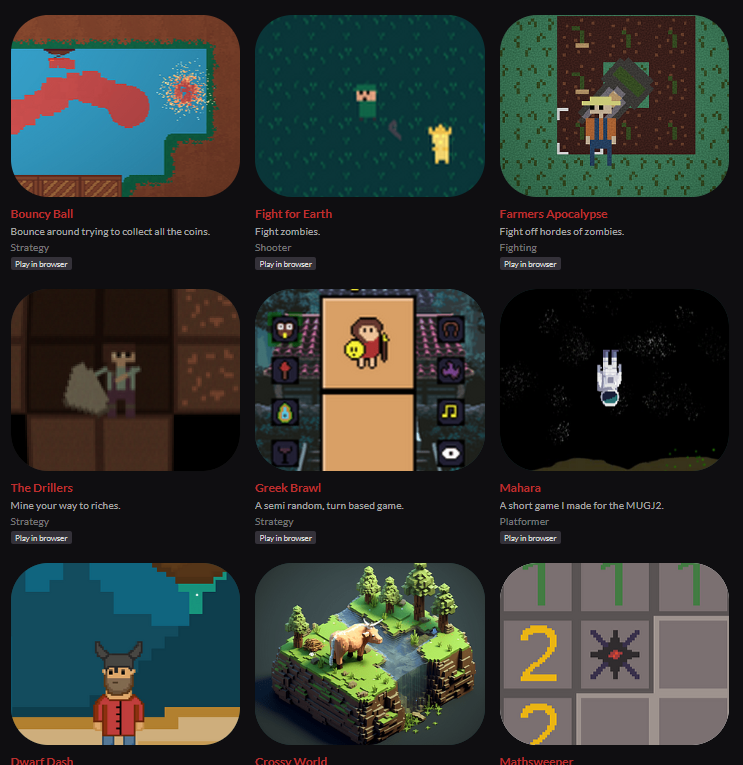 Bouncy Ball
Bounce around trying to collect all the coins.
Strategy
Play in browser
Fight for Earth
Fight zombies.
Shooter
Play in browser
Farmers Apocalypse
Fight off hordes of zombies.
Fighting
Play in browser
The Drillers
Mine your way to riches.
Strategy
Play in browser
Greek Brawl
A semi random, turn based game.
Strategy
Play in browser
Mahara
A short game I made for the MUGJ2.
Platformer
Play in browser
1 1 1
2
2
Dwarf Dash
Crossy World
Mathsweeper